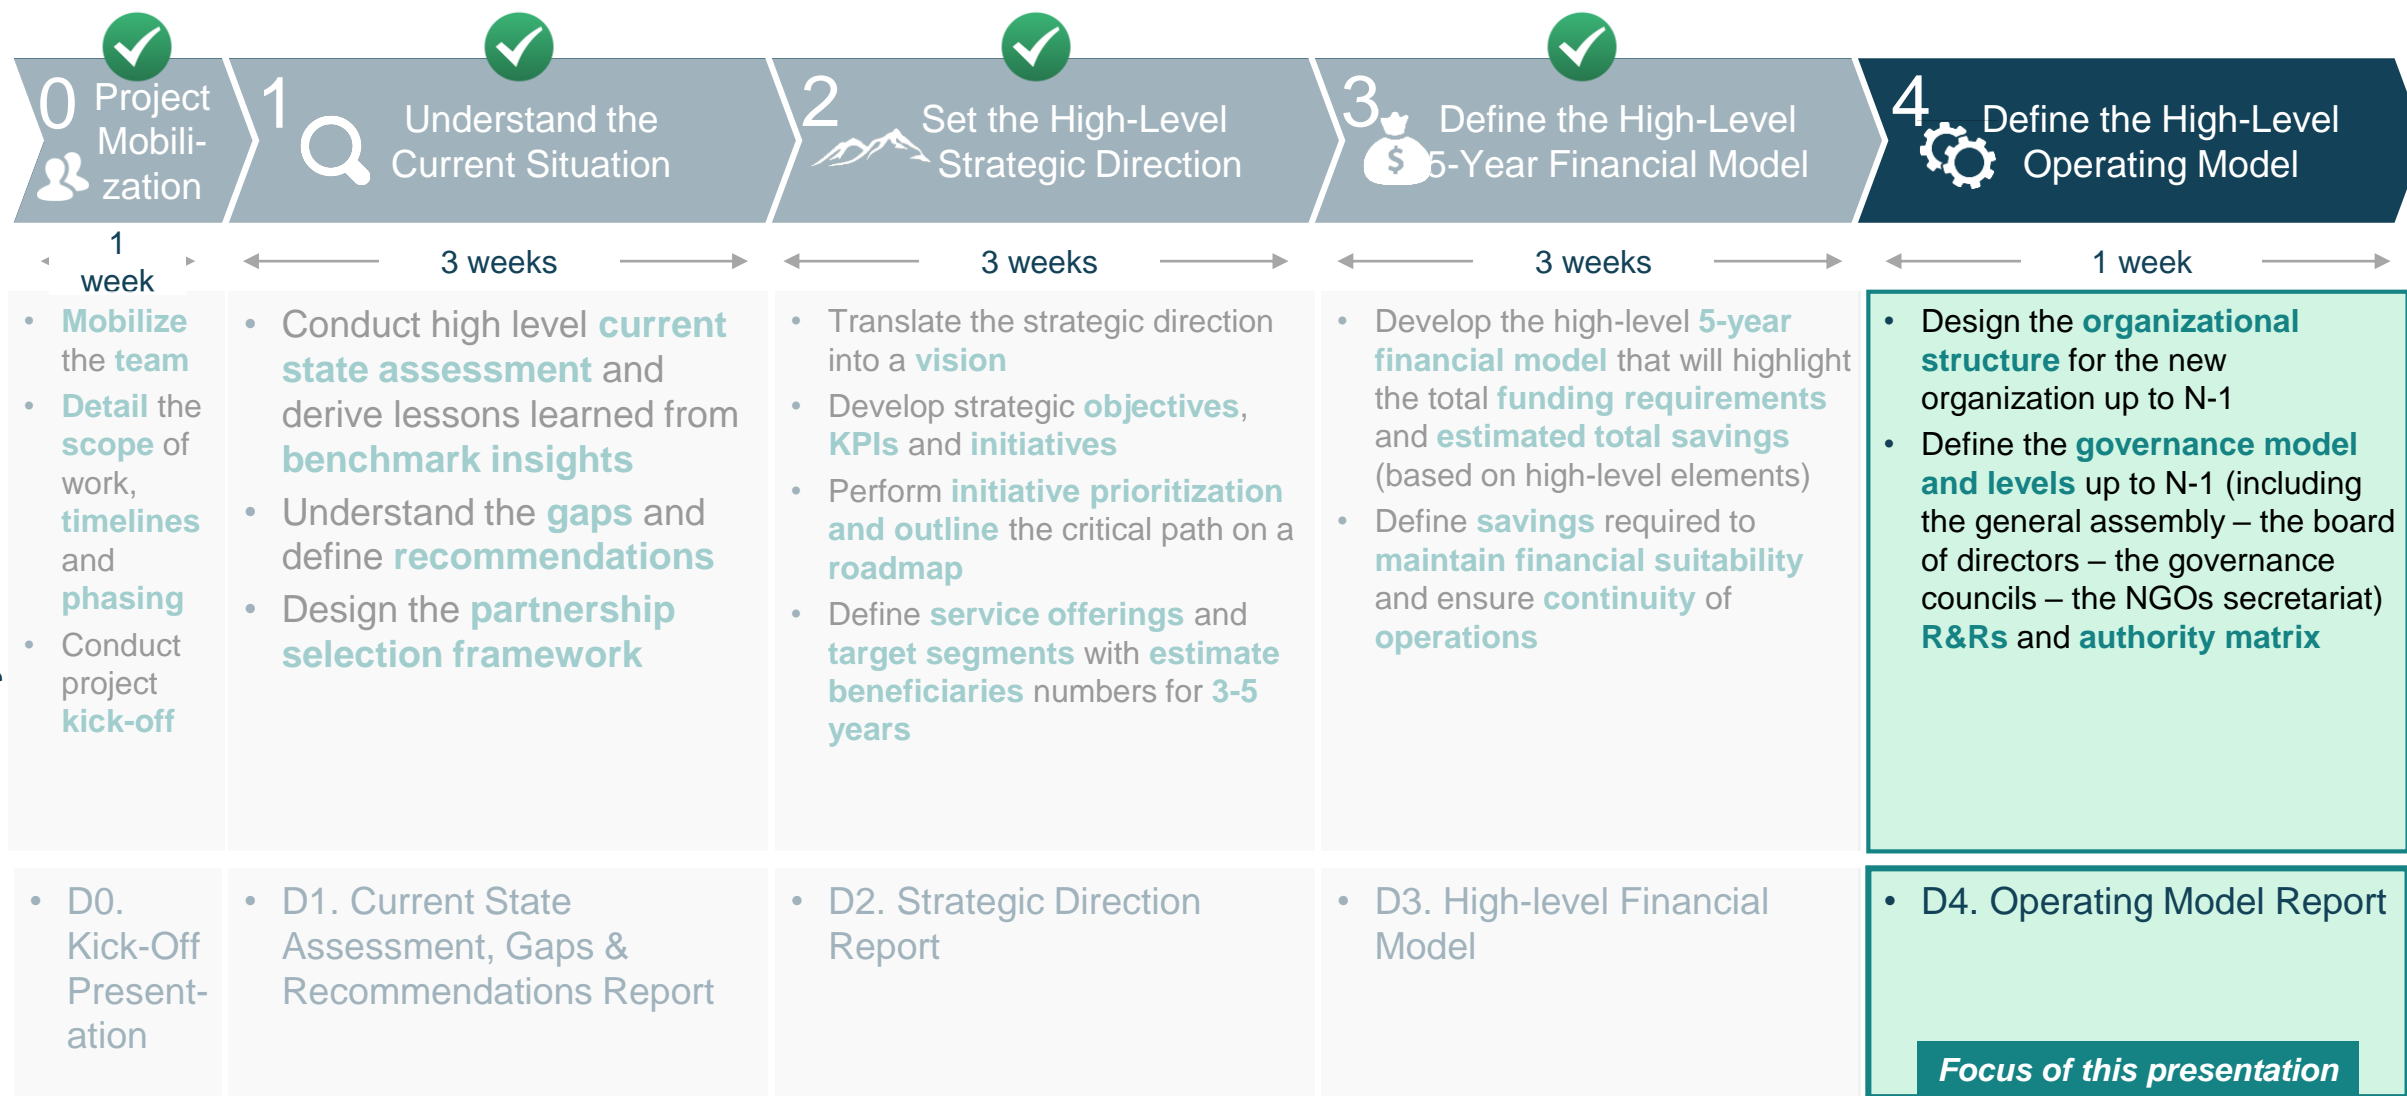 0
Project
Mobili-
zation
1
Understand the
Current Situation
2
Set the High-Level
Strategic Direction
3
$
Define the High-Level
5-Year Financial Model
4
Define the High-Level
Operating Model
1
week
3 weeks
3 weeks
3 weeks
1 week
• Mobilize
the team
• Detail the
scope of
work,
timelines
and
phasing
• Conduct
project
kick-off
• Conduct high level current
state assessment and
derive lessons learned from
benchmark insights
• Understand the gaps and
define recommendations
• Design the partnership
selection framework
• Translate the strategic direction
into a vision
• Develop strategic objectives,
KPIs and initiatives
• Perform initiative prioritization
and outline the critical path on a
roadmap
• Define service offerings and
target segments with estimate
beneficiaries numbers for 3-5
years
• Develop the high-level 5-year
financial model that will highlight
the total funding requirements
and estimated total savings
(based on high-level elements)
• Define savings required to
maintain financial suitability
and ensure continuity of
operations
• Design the organizational
structure for the new
organization up to N-1
• Define the governance model
and levels up to N-1 (including
the general assembly – the board
of directors – the governance
councils – the NGOs secretariat)
R&Rs and authority matrix
• D0.
Kick-Off
Present-
ation
• D1. Current State
Assessment, Gaps &
Recommendations Report
• D2. Strategic Direction
Report
• D3. High-level Financial
Model
• D4. Operating Model Report
Focus of this presentation